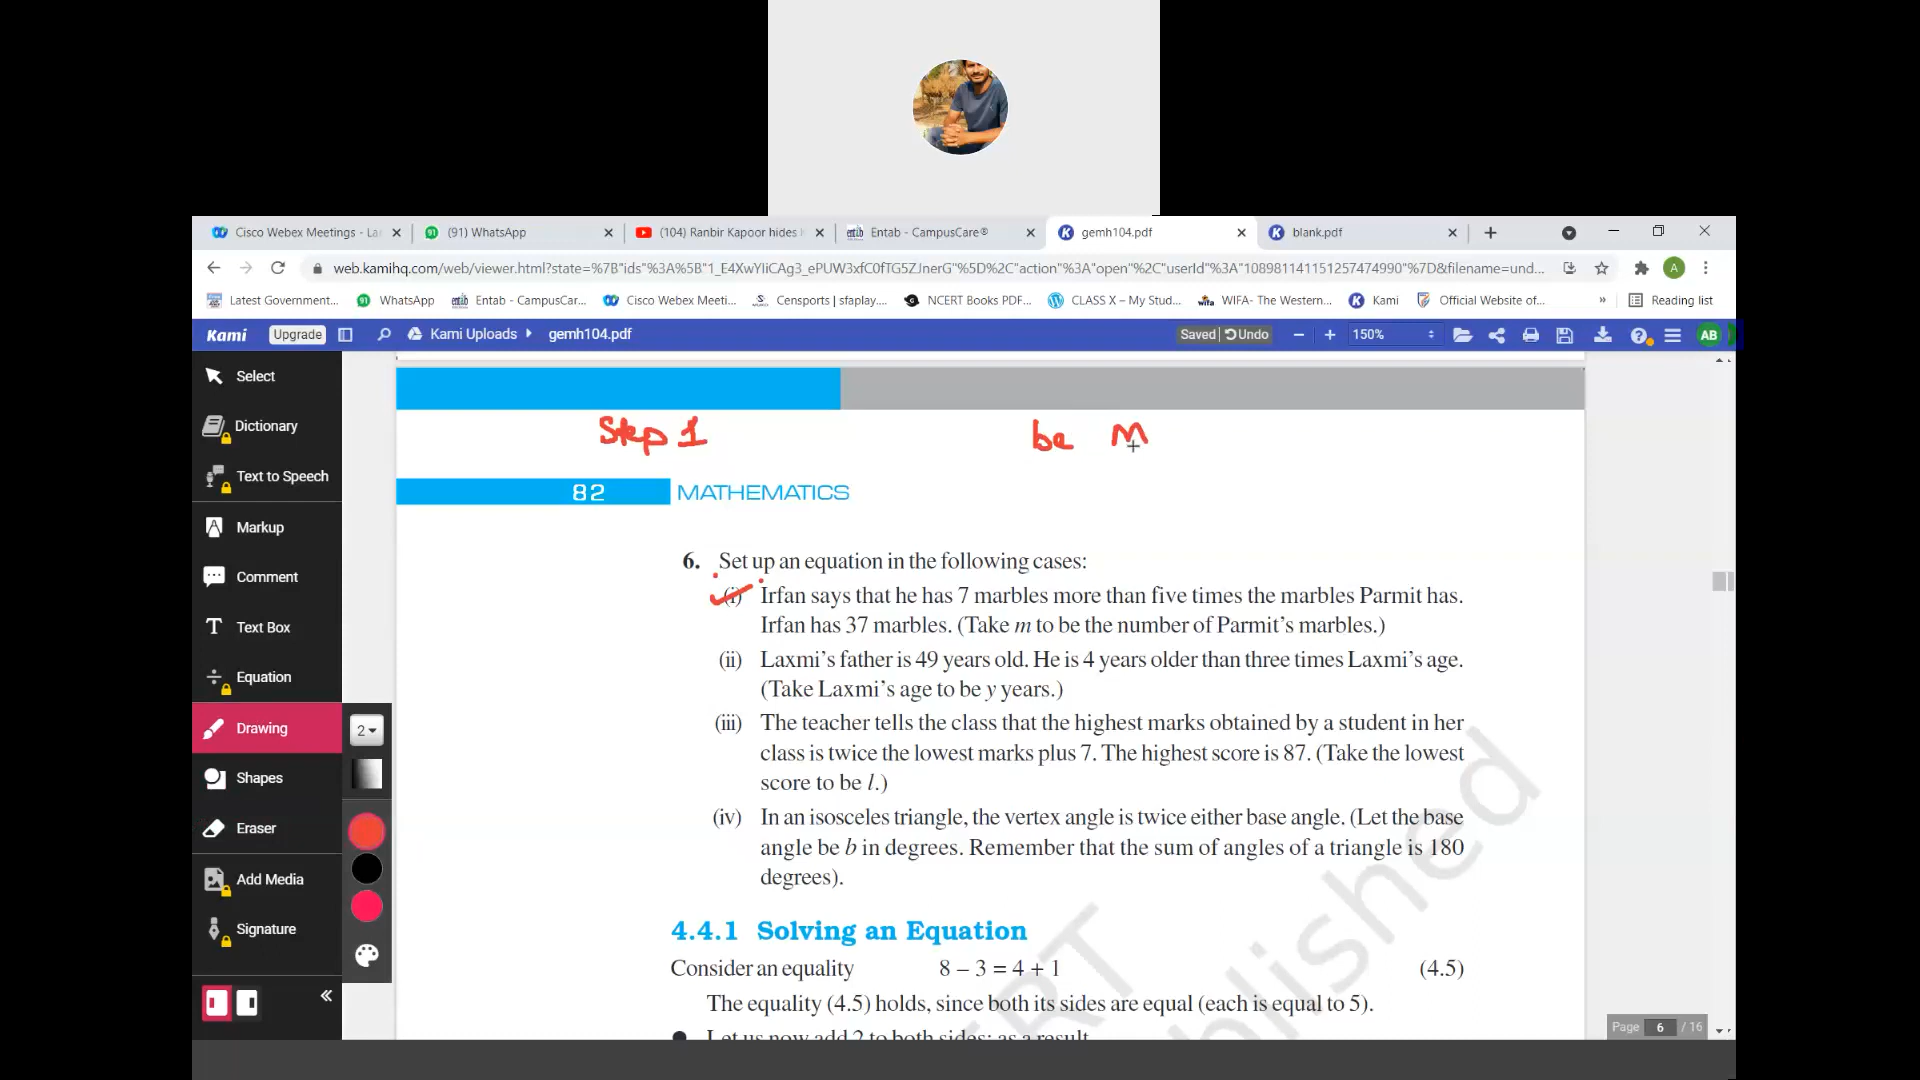 Cisco Webex Meetings - La
(91) WhatsApp
(104) Ranbir Kapoor hides
Entab - CampusCare®
gemh104.pdf
blank.pdf
web.kamihq.com/web/viewer.html?state=%7B"ids"%3A%5B"1_E4XwYIiCAg3_ePUW3xfC0fTG5ZJnerG"%5D%2C"action"%3A"open"%2C"userId"%3A"108981141151257474990"%7D&filename=und...
Latest Government...
WhatsApp
Entab - CampusCar...
Cisco Webex Meeti...
Censports | sfaplay....
NCERT Books PDF...
CLASS X – My Stud...
WIFA- The Western...
Kami
Official Website of...
»
Reading list
Kami
Upgrade
Kami Uploads
gemh104.pdf
Saved
Undo
150%
AB
Select
Dictionary
Text to Speech
Markup
Comment
Text Box
Equation
Drawing
2
Shapes
Eraser
Add Media
Signature
Step 1 be M
82 MATHEMATICS
6. Set up an equation in the following cases:
(i) Irfan says that he has 7 marbles more than five times the marbles Parmit has.
Irfan has 37 marbles. (Take m to be the number of Parmit's marbles.)
(ii) Laxmi's father is 49 years old. He is 4 years older than three times Laxmi's age.
(Take Laxmi's age to be y years.)
(iii) The teacher tells the class that the highest marks obtained by a student in her
class is twice the lowest marks plus 7. The highest score is 87. (Take the lowest
score to be l.)
(iv) In an isosceles triangle, the vertex angle is twice either base angle. (Let the base
angle be b in degrees. Remember that the sum of angles of a triangle is 180
degrees).
4.4.1 Solving an Equation
Consider an equality 8 – 3 = 4 + 1 (4.5)
The equality (4.5) holds, since both its sides are equal (each is equal to 5).
Let us now add 2 to both sides; as a result
Page 6 / 16